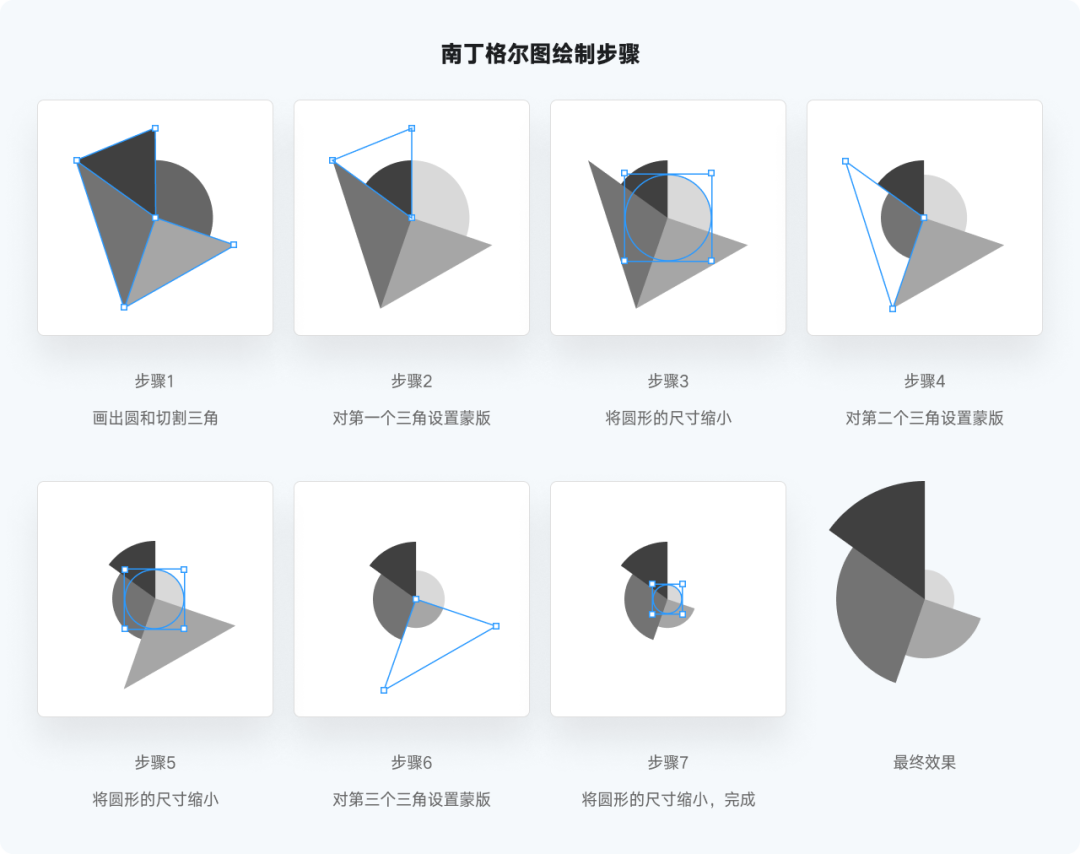 南丁格尔图绘制步骤
步骤1
画出圆和切割三角
步骤2
对第一个三角设置蒙版
步骤3
将圆形的尺寸缩小
步骤4
对第二个三角设置蒙版
步骤5
将圆形的尺寸缩小
步骤6
对第三个三角设置蒙版
步骤7
将圆形的尺寸缩小，完成
最终效果